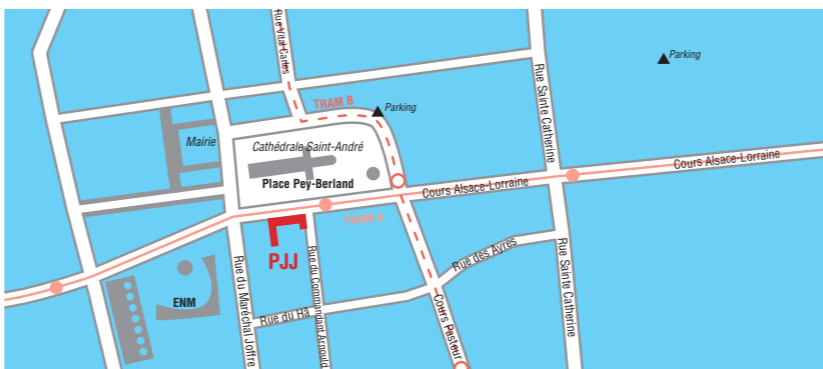 Rue Vital Carles
Parking
TRAM B
Parking
Rue Sainte Catherine
Mairie
Cathédrale Saint-André
Place Pey-Berland
Cours Alsace-Lorraine
Cours Alsace-Lorraine
TRAM A
PJJ
Rue des Ayres
Rue Sainte Catherine
Rue du Maréchal Joffre
Rue du Commandant Arnould
ENM
Rue du Hâ
Cours Pasteur